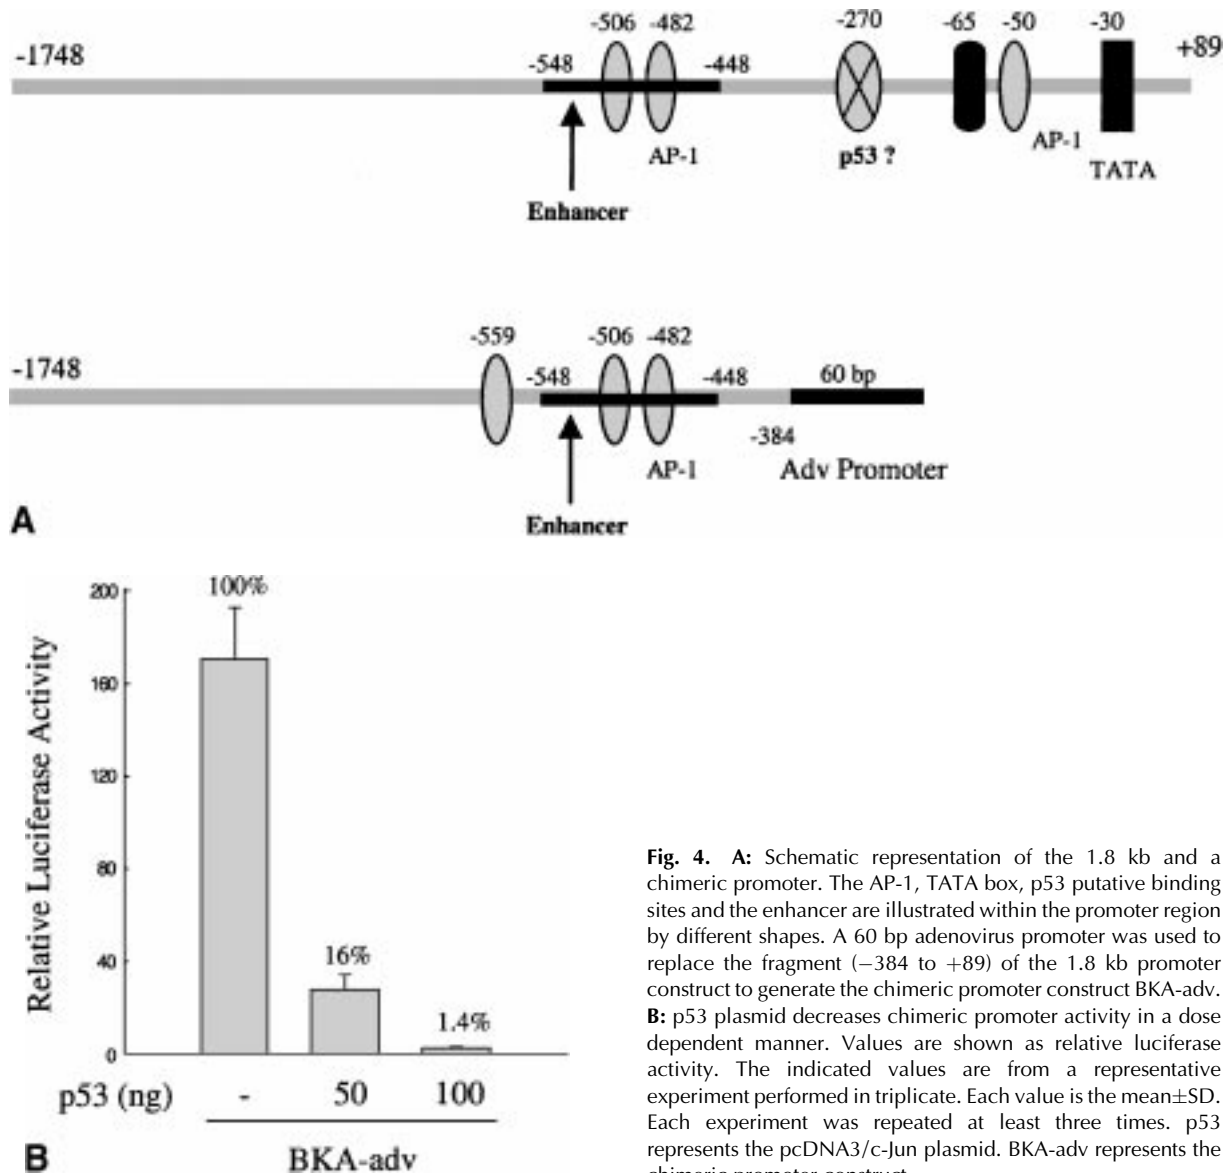 -506 -482 -270 -65 -50 -30
-1748 -548 -448 +89
AP-1 p53 ? AP-1 TATA
Enhancer
-559 -506 -482
-1748 -548 -448 60 bp
-384
AP-1 Adv Promoter
Enhancer
A
Relative Luciferase Activity
200
160
120
80
40
0
100%
16%
1.4%
p53 (ng) - 50 100
BKA-adv
B
Fig. 4. A: Schematic representation of the 1.8 kb and a
chimeric promoter. The AP-1, TATA box, p53 putative binding
sites and the enhancer are illustrated within the promoter region
by different shapes. A 60 bp adenovirus promoter was used to
replace the fragment (−384 to +89) of the 1.8 kb promoter
construct to generate the chimeric promoter construct BKA-adv.
B: p53 plasmid decreases chimeric promoter activity in a dose
dependent manner. Values are shown as relative luciferase
activity. The indicated values are from a representative
experiment performed in triplicate. Each value is the mean±SD.
Each experiment was repeated at least three times. p53
represents the pcDNA3/c-Jun plasmid. BKA-adv represents the
chimeric promoter construct